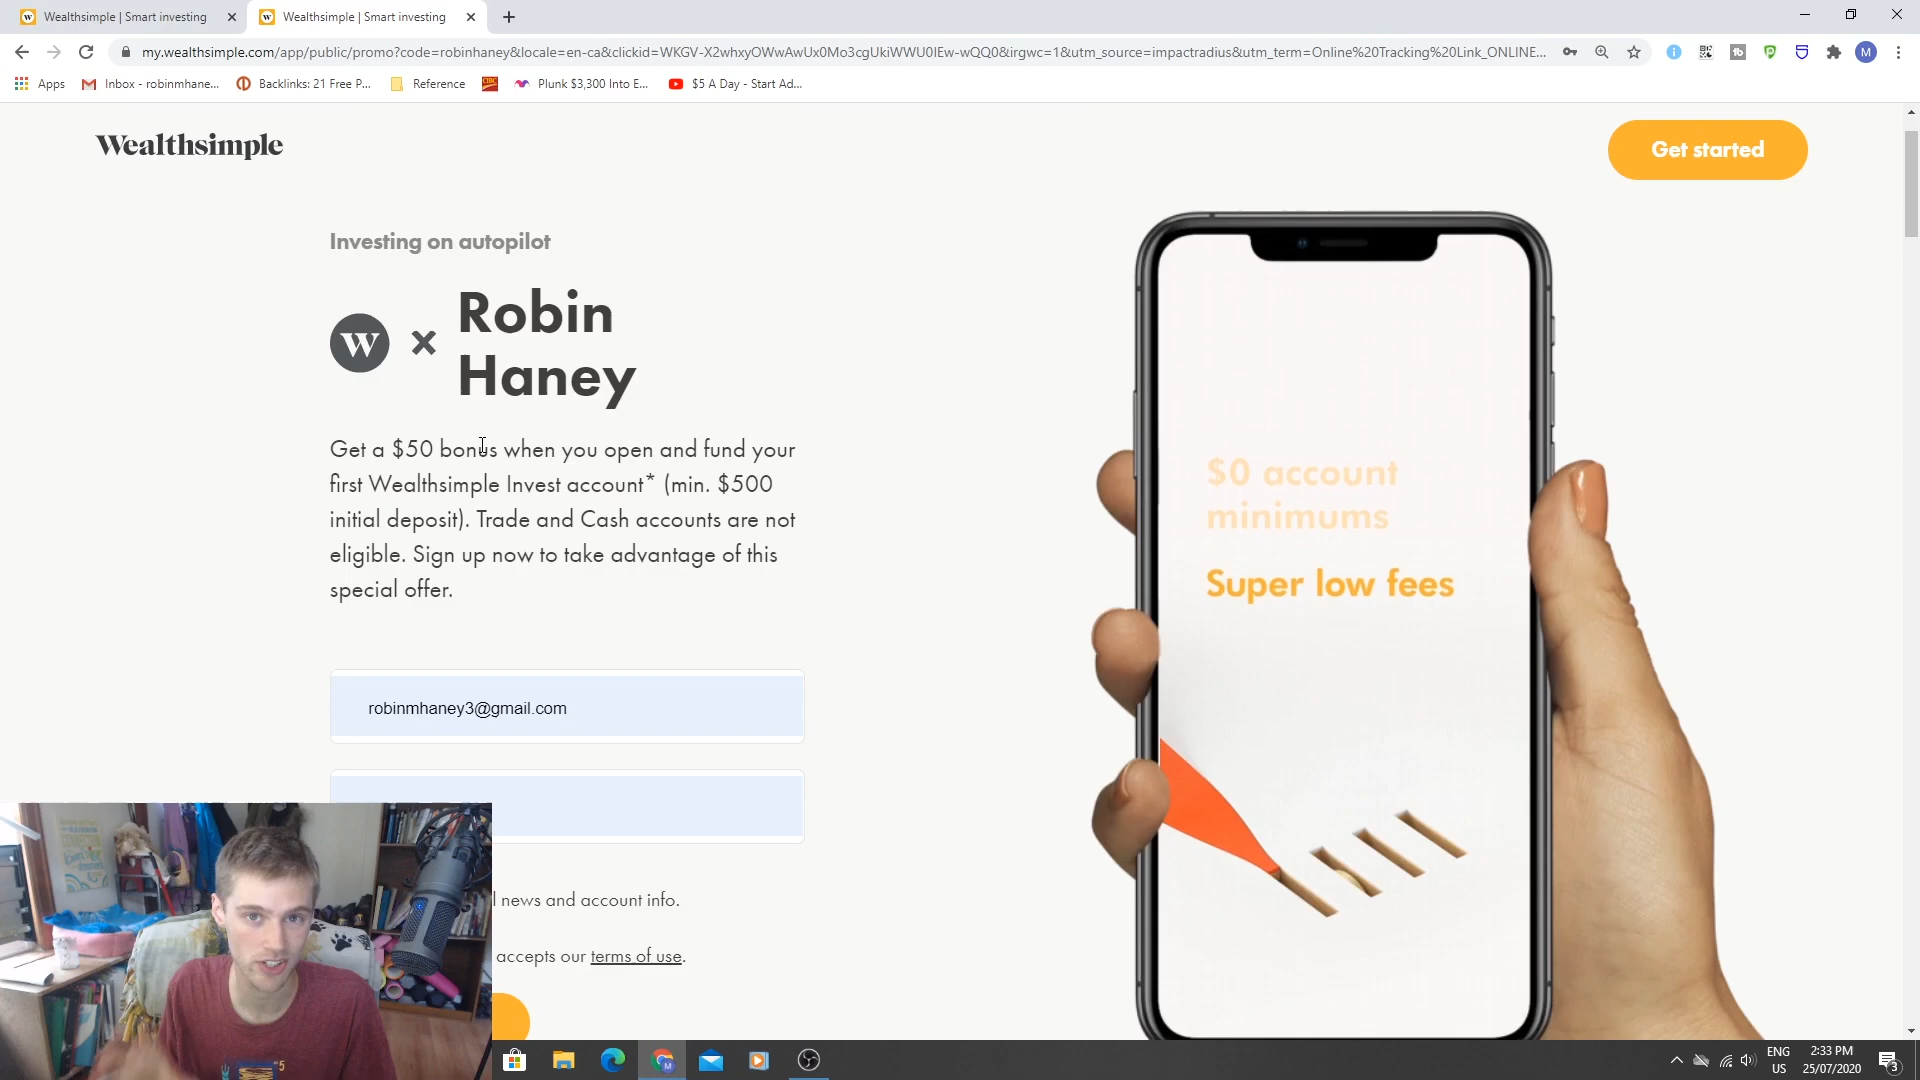 Wealthsimple | Smart investing
Wealthsimple | Smart investing
my.wealthsimple.com/app/public/promo?code=robinhaney&locale=en-ca&clickid=WKGV-X2whxyOWwAwUx0Mo3cgUkiWWU0IEw-wQQ0&irgwc=1&utm_source=impactradius&utm_term=Online%20Tracking%20Link_ONLINE...
M
Apps
Inbox - robinmhane...
Backlinks: 21 Free P...
Reference
CIBC
Plunk $3,300 Into E...
$5 A Day - Start Ad...
Wealthsimple
Get started
Investing on autopilot
W × Robin
Haney
Get a $50 bonus when you open and fund your
first Wealthsimple Invest account* (min. $500
initial deposit). Trade and Cash accounts are not
eligible. Sign up now to take advantage of this
special offer.
robinmhaney3@gmail.com
l news and account info.
accepts our terms of use.
$0 account
minimums
Super low fees
ENG
US
2:33 PM
25/07/2020
3